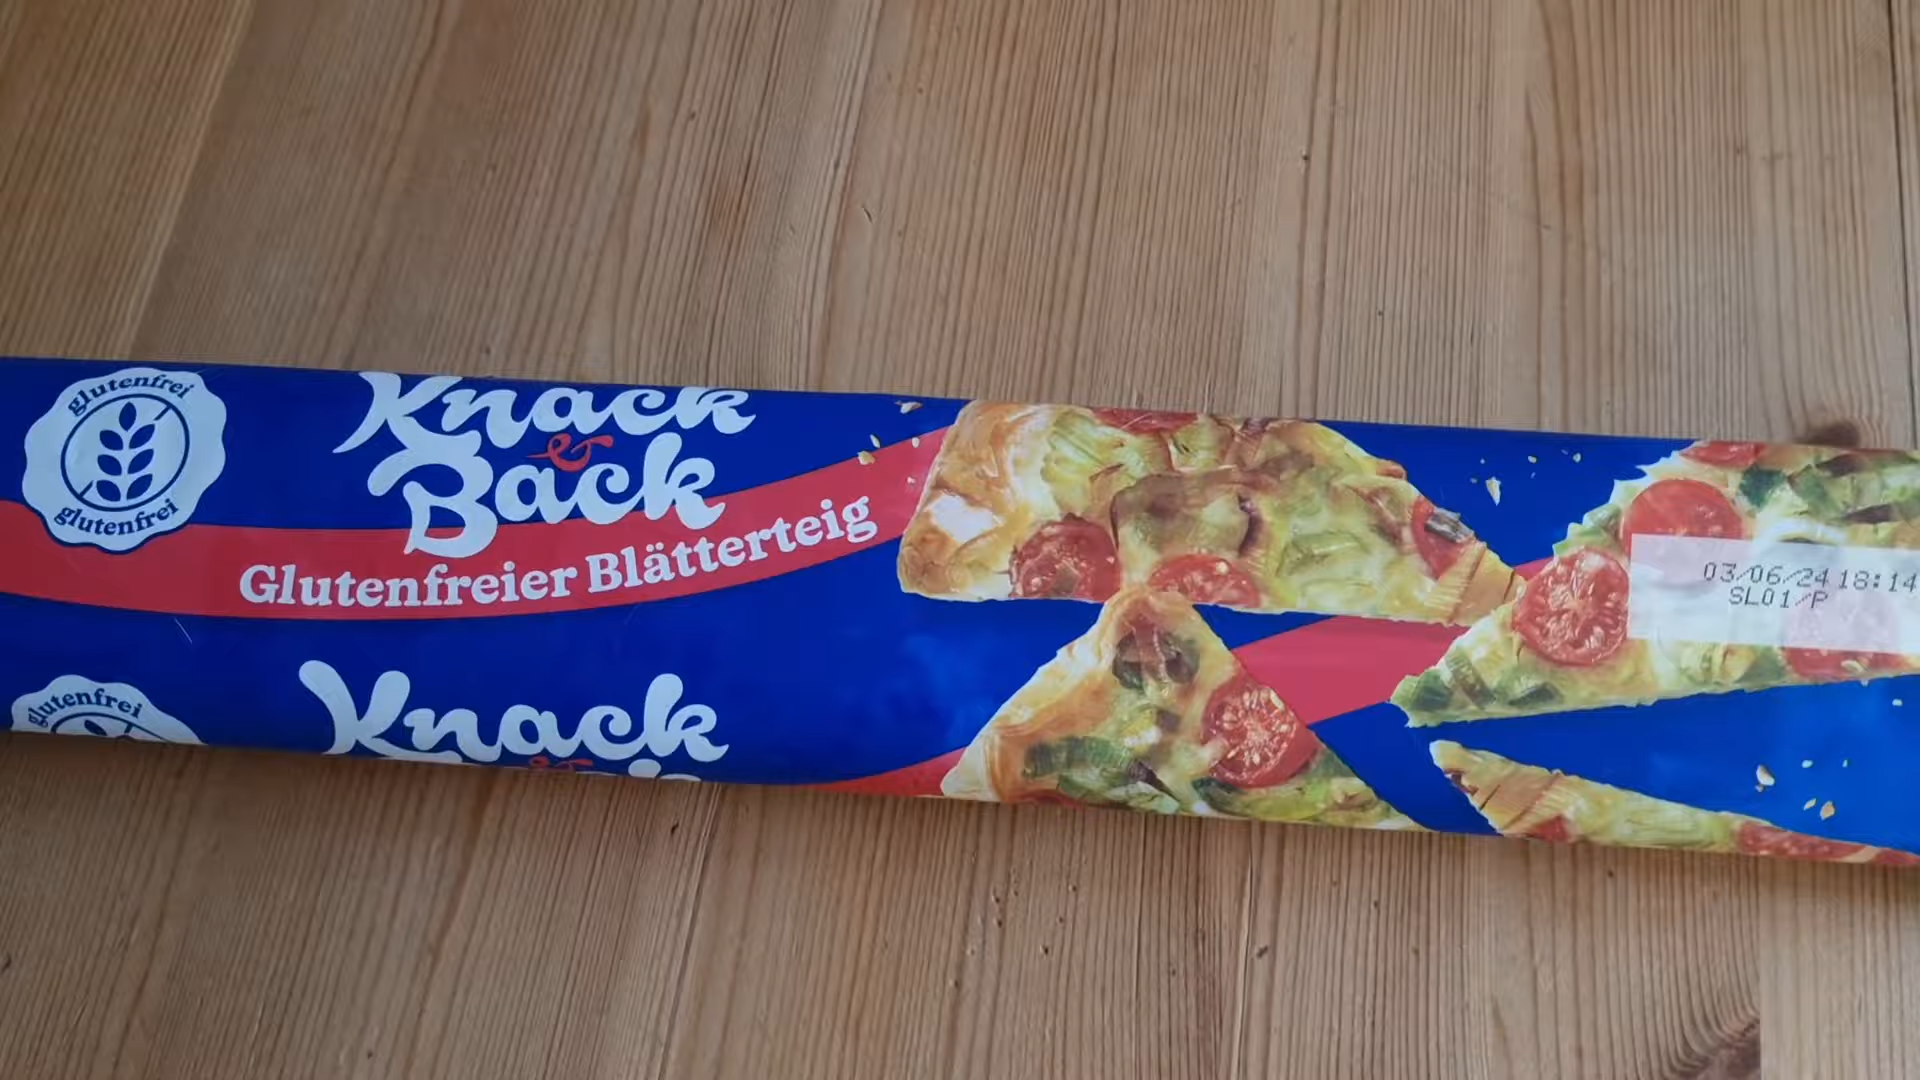 glutenfrei
glutenfrei
Knack
&
Back
Glutenfreier Blätterteig
03/06/24 18:14
SL01/P
glutenfrei
Knack